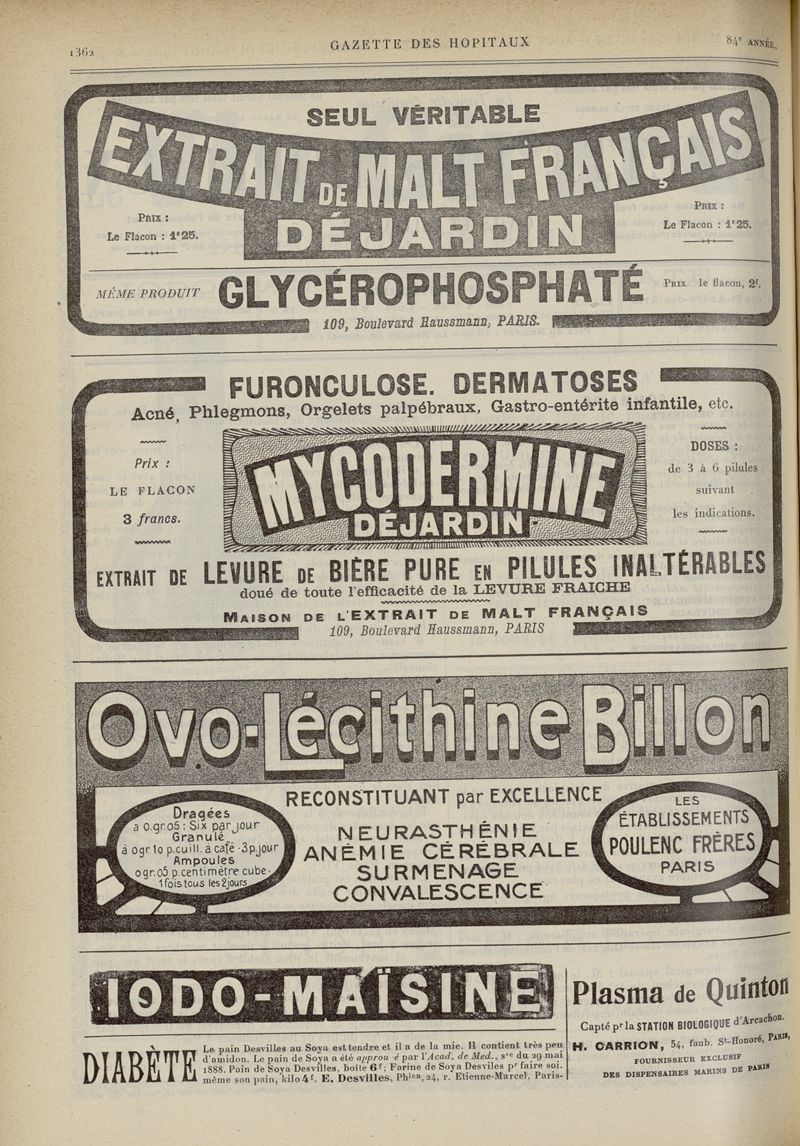 1362
GAZETTE DES HOPITAUX
84e ANNÉE.
SEUL VÉRITABLE
EXTRAIT DE MALT FRANÇAIS
DÉJARDIN
PRIX :
Le Flacon : 1f25.
PRIX :
Le Flacon : 1f25.
MÊME PRODUIT
GLYCÉROPHOSPHATÉ
PRIX le flacon, 2f.
109, Boulevard Haussmann, PARIS.
FURONCULOSE. DERMATOSES
Acné, Phlegmons, Orgelets palpébraux, Gastro-entérite infantile, etc.
Prix :
LE FLACON
3 francs.
MYCODERMINE
DÉJARDIN
DOSES :
de 3 à 6 pilules
suivant
les indications.
EXTRAIT DE LEVURE DE BIÈRE PURE EN PILULES INALTÉRABLES
doué de toute l'efficacité de la LEVURE FRAICHE
MAISON DE L'EXTRAIT DE MALT FRANÇAIS
109, Boulevard Haussmann, PARIS
Ovo-Lécithine Billon
RECONSTITUANT par EXCELLENCE
Dragées
à 0.gr.05 : Six par jour
Granulé
à 0gr10 p.cuill. à café - 3p.jour
Ampoules
0gr.05 p.centimètre cube-
1 fois tous les 2 jours
NEURASTHÉNIE
ANÉMIE CÉRÉBRALE
SURMENAGE
CONVALESCENCE
LES
ÉTABLISSEMENTS
POULENC FRÈRES
PARIS
IODO-MAÏSINE
DIABÈTE
Le pain Desvilles au Soya est tendre et il a de la mie. Il contient très peu
d'amidon. Le pain de Soya a été approu é par l'Acad. de Med., sce du 29 mai
1888. Pain de Soya Desvilles, boîte 6f; Farine de Soya Desviles pr faire soi.
même son pain, kilo 4f. E. Desvilles, Phien, 24, r. Etienne-Marcel, Paris-
Plasma de Quinton
Capté pr la STATION BIOLOGIQUE d'Arcachon.
H. CARRION, 54, faub. St-Honoré, PARIS,
FOURNISSEUR EXCLUSIF
DES DISPENSAIRES MARINS DE PARIS